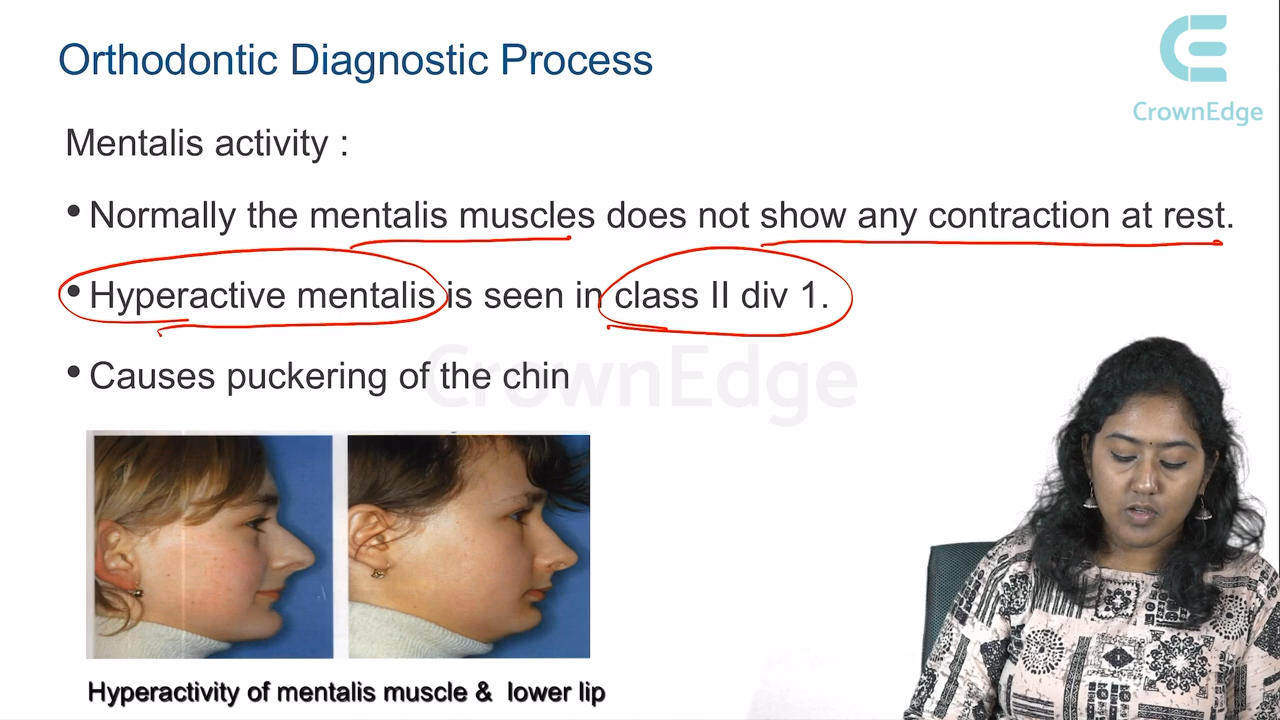 Orthodontic Diagnostic Process
CrownEdge
Mentalis activity :
• Normally the mentalis muscles does not show any contraction at rest.
• Hyperactive mentalis is seen in class II div 1.
• Causes puckering of the chin
CrownEdge
Hyperactivity of mentalis muscle & lower lip